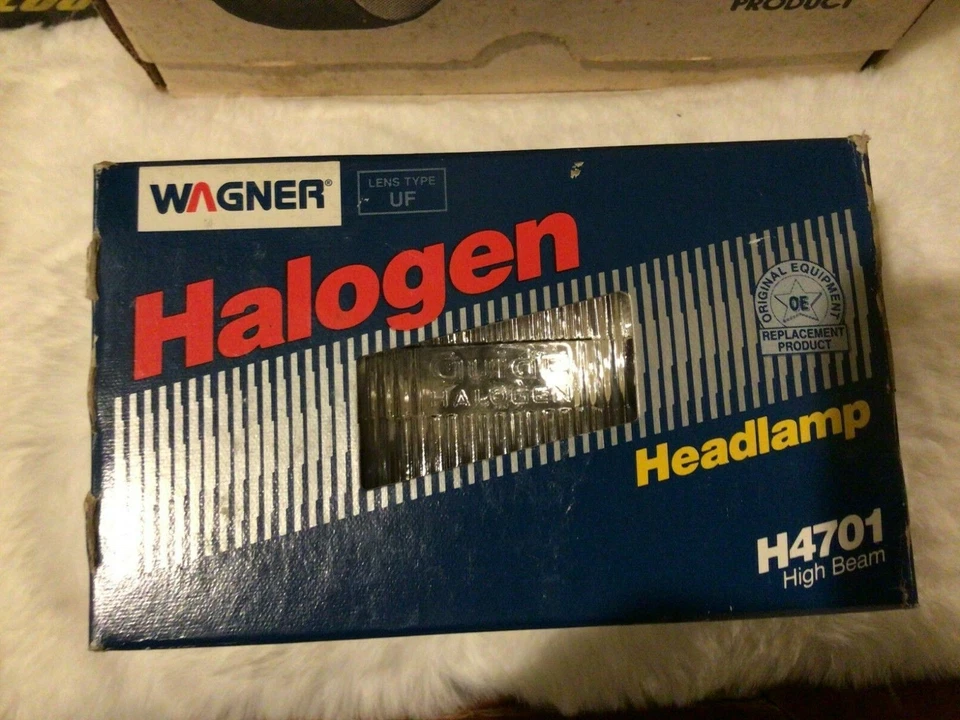 PRODUCT
WAGNER®
LENS TYPE
UF
Halogen
HALOGEN
ORIGINAL EQUIPMENT
OE
REPLACEMENT
PRODUCT
Headlamp
H4701
High Beam